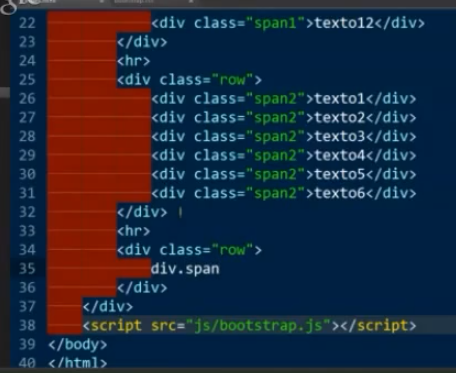 22 <div class="span1">texto12</div>
23 </div>
24 <hr>
25 <div class="row">
26 <div class="span2">texto1</div>
27 <div class="span2">texto2</div>
28 <div class="span2">texto3</div>
29 <div class="span2">texto4</div>
30 <div class="span2">texto5</div>
31 <div class="span2">texto6</div>
32 </div>
33 <hr>
34 <div class="row">
35 div.span
36 </div>
37 </div>
38 <script src="js/bootstrap.js"></script>
39 </body>
40 </html>